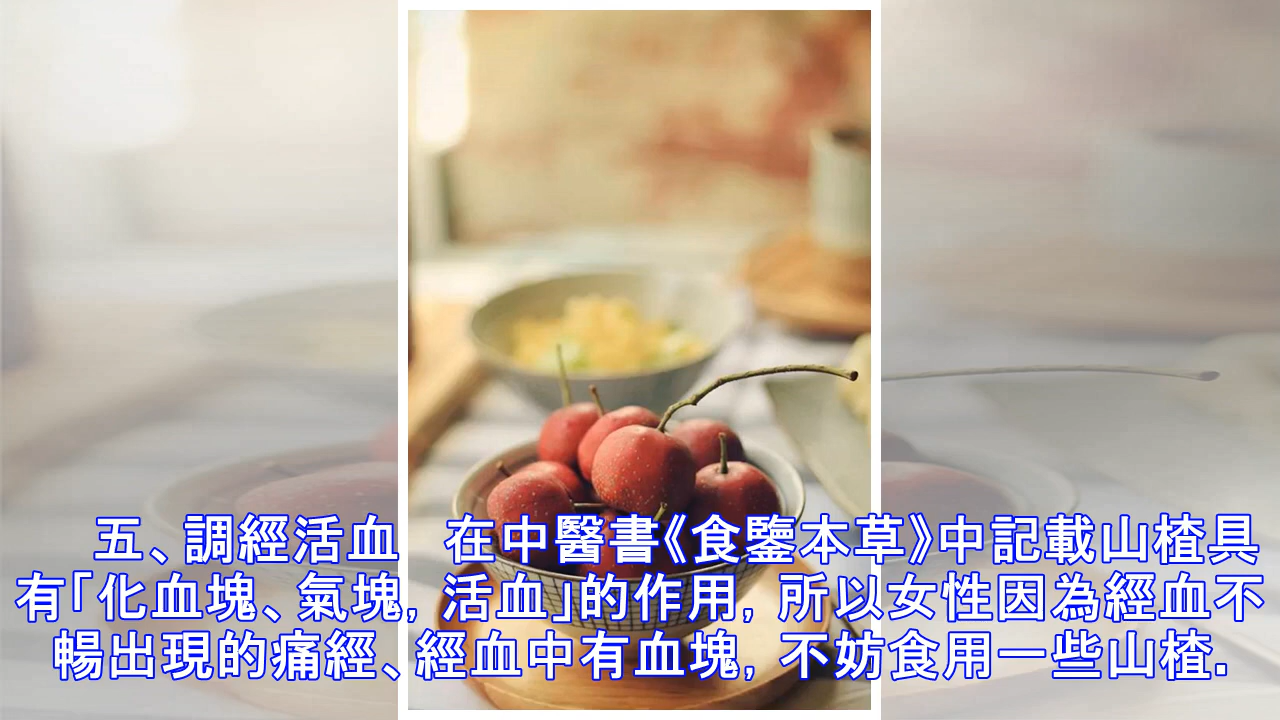 五、調經活血 在中醫書《食鑒本草》中記載山楂具
有「化血塊、氣塊, 活血」的作用, 所以女性因為經血不
暢出現的痛經、經血中有血塊, 不妨食用一些山楂.